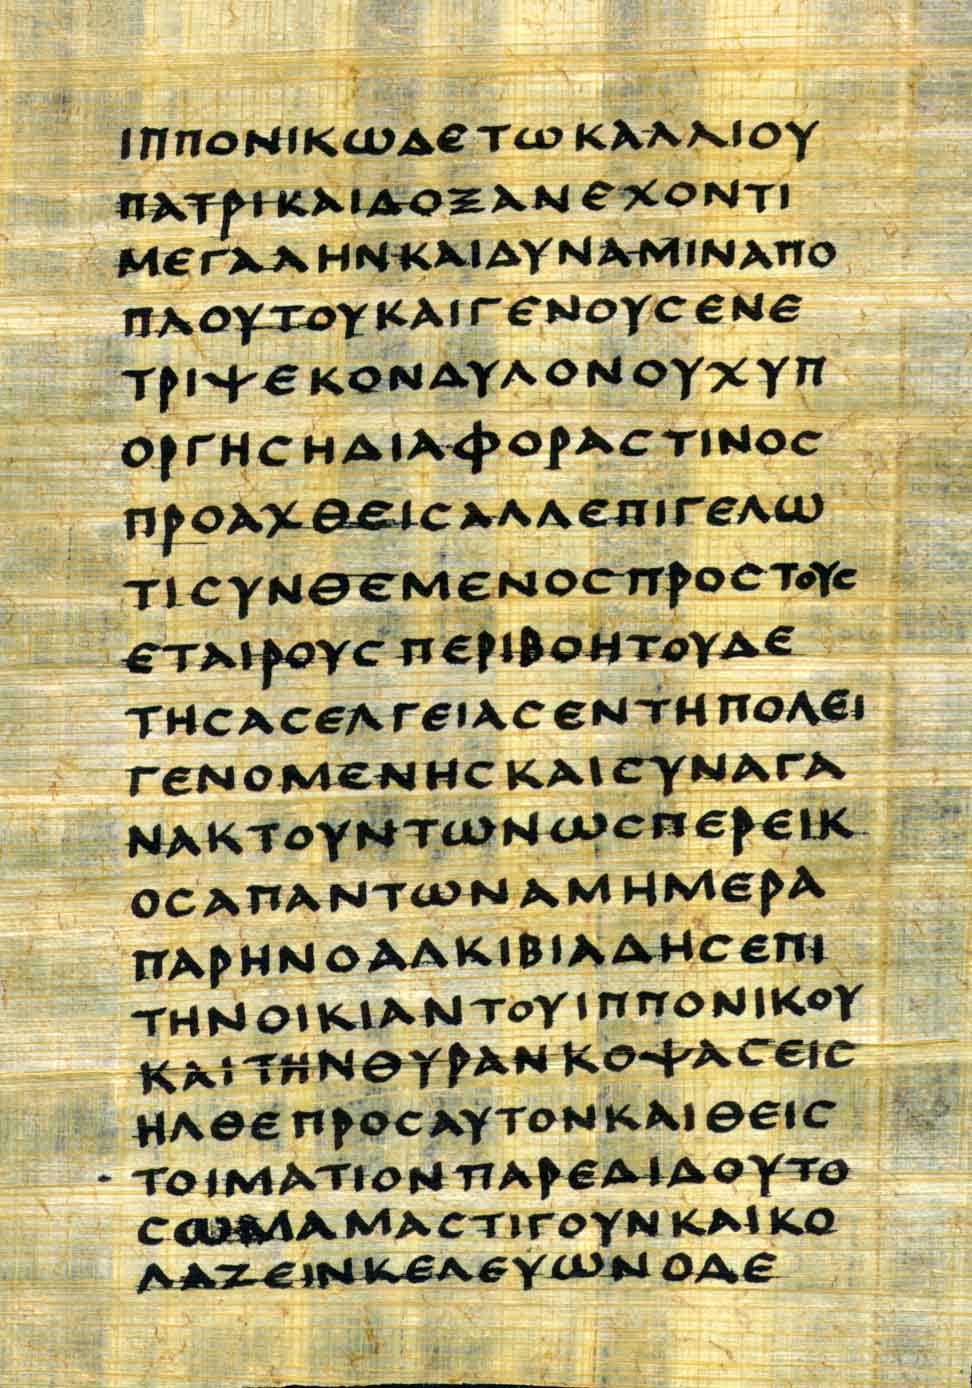 ΙΠΠΟΝΙΚΩΔΕΤΩΚΑΛΛΙΟΥ
ΠΑΤΡΙΚΑΙΔΟΞΑΝΕΧΟΝΤΙ
ΜΕΓΑΛΗΝΚΑΙΔΥΝΑΜΙΝΑΠΟ
ΠΛΟΥΤΟΥΚΑΙΓΕΝΟΥϹΕΝΕ
ΤΡΙΨΕΚΟΝΔΥΛΟΝΟΥΧΥΠ
ΟΡΓΗϹΗΔΙΑΦΟΡΑϹΤΙΝΟϹ
ΠΡΟΑΧΘΕΙϹΑΛΛΕΠΙΓΕΛΩ
ΤΙϹΥΝΘΕΜΕΝΟϹΠΡΟϹΤΟΥϹ
ΕΤΑΙΡΟΥϹΠΕΡΙΒΟΗΤΟΥΔΕ
ΤΗϹΑϹΕΛΓΕΙΑϹΕΝΤΗΠΟΛΕΙ
ΓΕΝΟΜΕΝΗϹΚΑΙϹΥΝΑΓΑ
ΝΑΚΤΟΥΝΤΩΝΩϹΠΕΡΕΙΚ
ΟϹΑΠΑΝΤΩΝΑΜΗΜΕΡΑ
ΠΑΡΗΝΟΑΛΚΙΒΙΑΔΗϹΕΠΙ
ΤΗΝΟΙΚΙΑΝΤΟΥΙΠΠΟΝΙΚΟΥ
ΚΑΙΤΗΝΘΥΡΑΝΚΟΨΑϹΕΙϹ
ΗΛΘΕΠΡΟϹΑΥΤΟΝΚΑΙΘΕΙϹ
ΤΟΙΜΑΤΙΟΝΠΑΡΕΔΙΔΟΥΤΟ
ϹΩΜΑΜΑϹΤΙΓΟΥΝΚΑΙΚΟ
ΛΑΖΕΙΝΚΕΛΕΥΩΝΟΔΕ